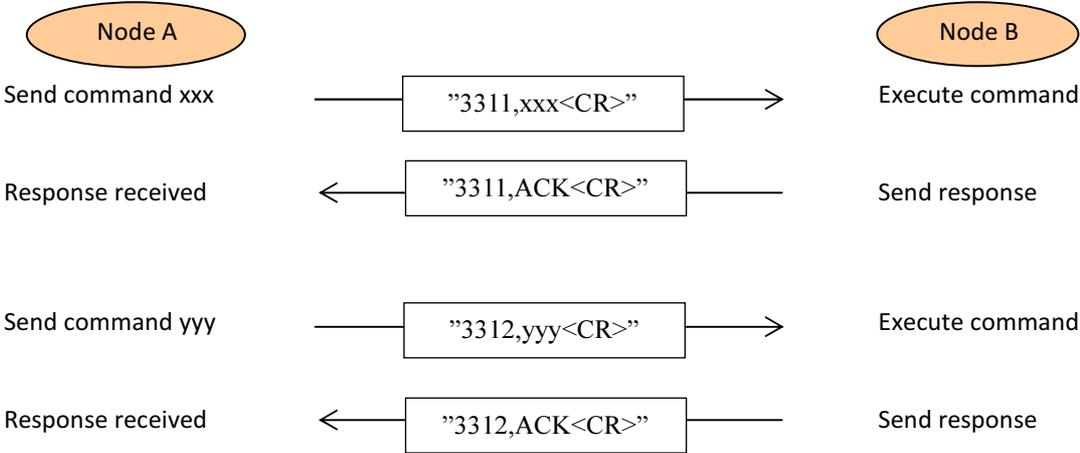 Node A
Node B
Send command xxx
”3311,xxx<CR>”
Execute command
Response received
”3311,ACK<CR>”
Send response
Send command yyy
”3312,yyy<CR>”
Execute command
Response received
”3312,ACK<CR>”
Send response